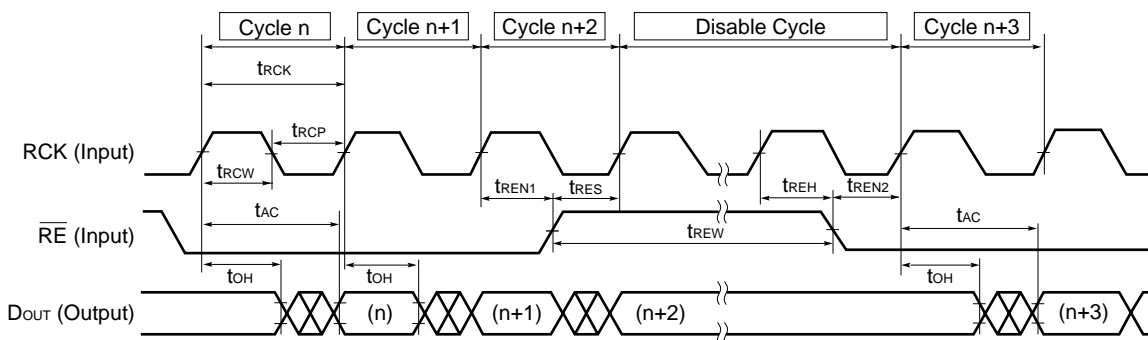 Cycle n Cycle n+1 Cycle n+2 Disable Cycle Cycle n+3
tRCK
RCK (Input)
tRCP
tRCW
tREN1 tRES tREH tREN2
RE (Input)
tAC tREW tAC
tOH tOH tOH
DOUT (Output)
(n) (n+1) (n+2) (n+3)